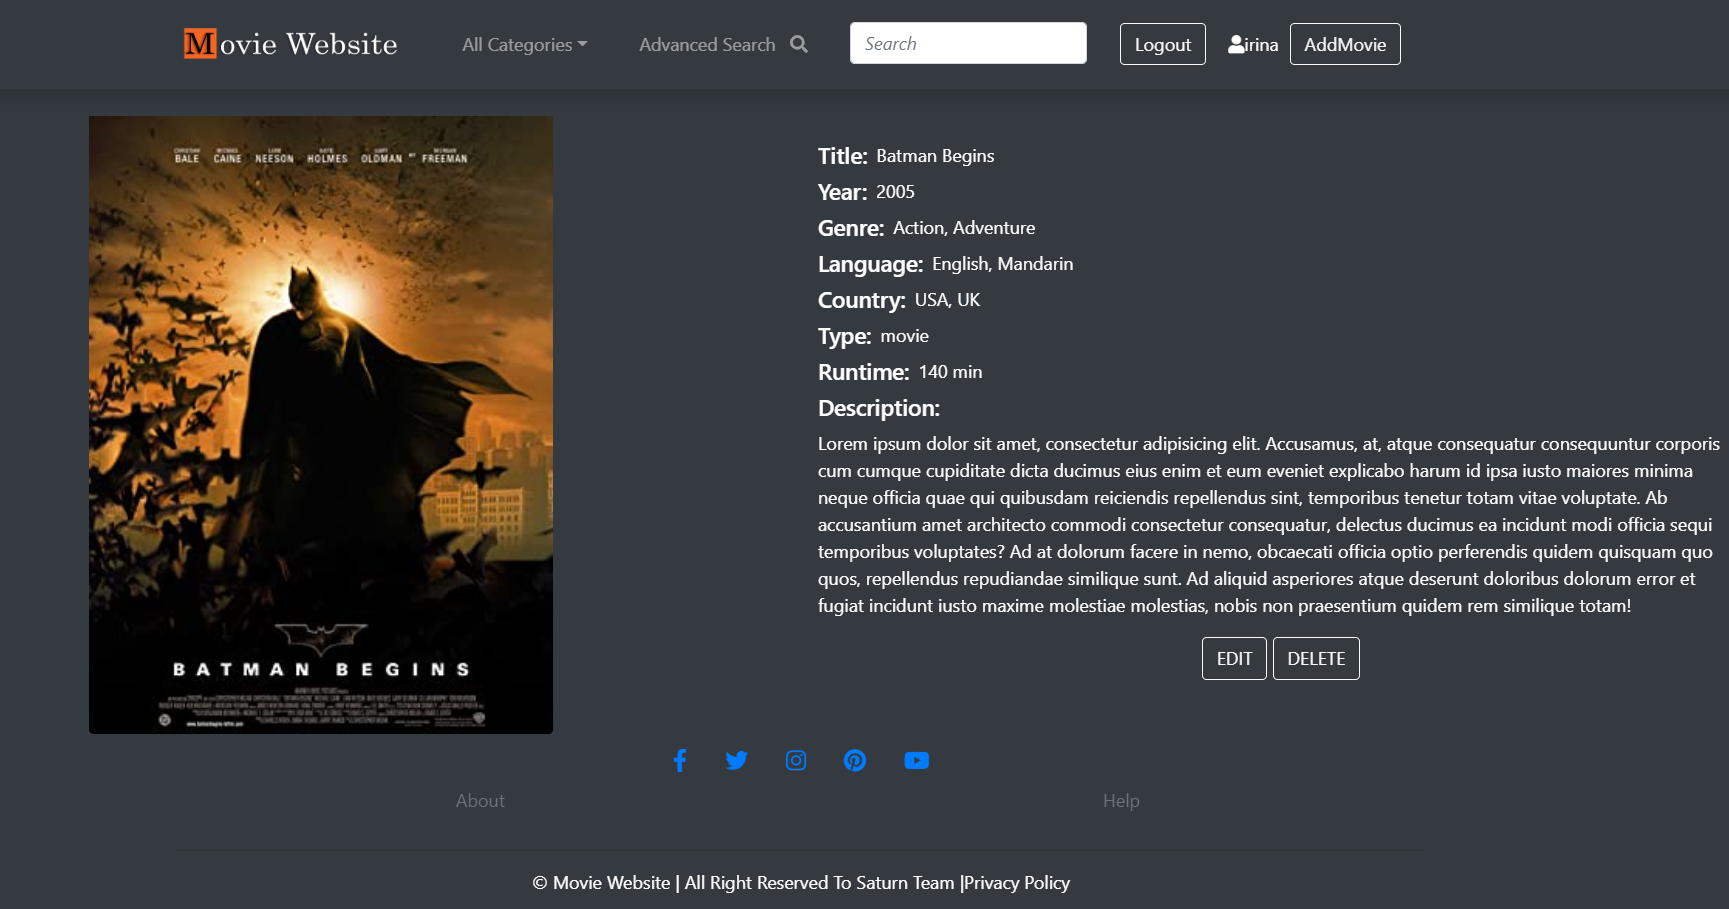 Movie Website
All Categories
Advanced Search
Search
Logout
irina
AddMovie
CHRISTIAN BALE MICHAEL CAINE LIAM NEESON KATIE HOLMES GARY OLDMAN AND MORGAN FREEMAN
BATMAN BEGINS
Title: Batman Begins
Year: 2005
Genre: Action, Adventure
Language: English, Mandarin
Country: USA, UK
Type: movie
Runtime: 140 min
Description:
Lorem ipsum dolor sit amet, consectetur adipisicing elit. Accusamus, at, atque consequatur consequuntur corporis
cum cumque cupiditate dicta ducimus eius enim et eum eveniet explicabo harum id ipsa iusto maiores minima
neque officia quae qui quibusdam reiciendis repellendus sint, temporibus tenetur totam vitae voluptate. Ab
accusantium amet architecto commodi consectetur consequatur, delectus ducimus ea incidunt modi officia sequi
temporibus voluptates? Ad at dolorum facere in nemo, obcaecati officia optio perferendis quidem quisquam quo
quos, repellendus repudiandae similique sunt. Ad aliquid asperiores atque deserunt doloribus dolorum error et
fugiat incidunt iusto maxime molestiae molestias, nobis non praesentium quidem rem similique totam!
EDIT
DELETE
About
Help
© Movie Website | All Right Reserved To Saturn Team |Privacy Policy